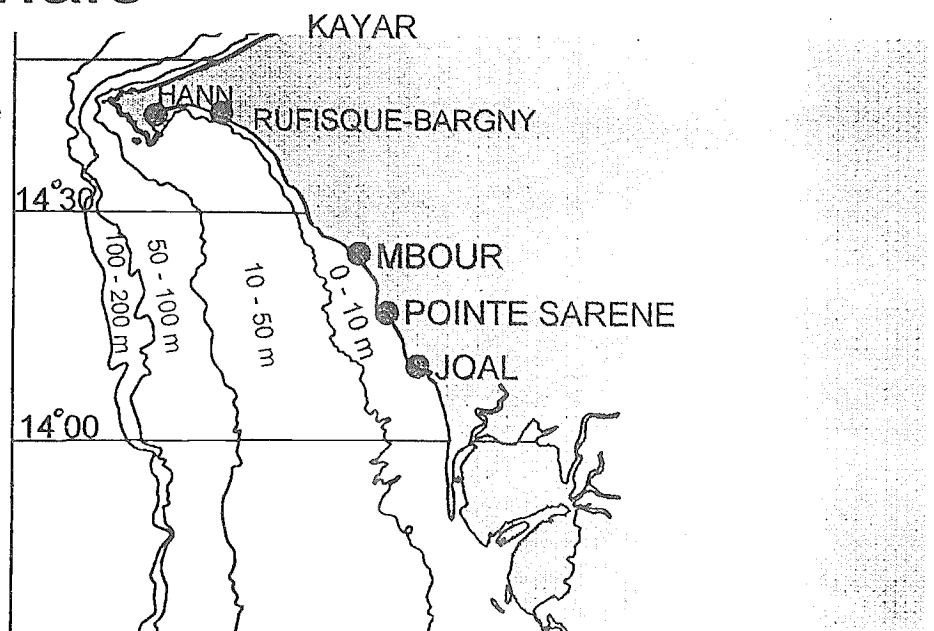 KAYAR
HANN
RUFISQUE-BARGNY
14°30
MBOUR
100 - 200 m
50 - 100 m
10 - 50 m
0 - 10 m
POINTE SARENE
JOAL
14°00